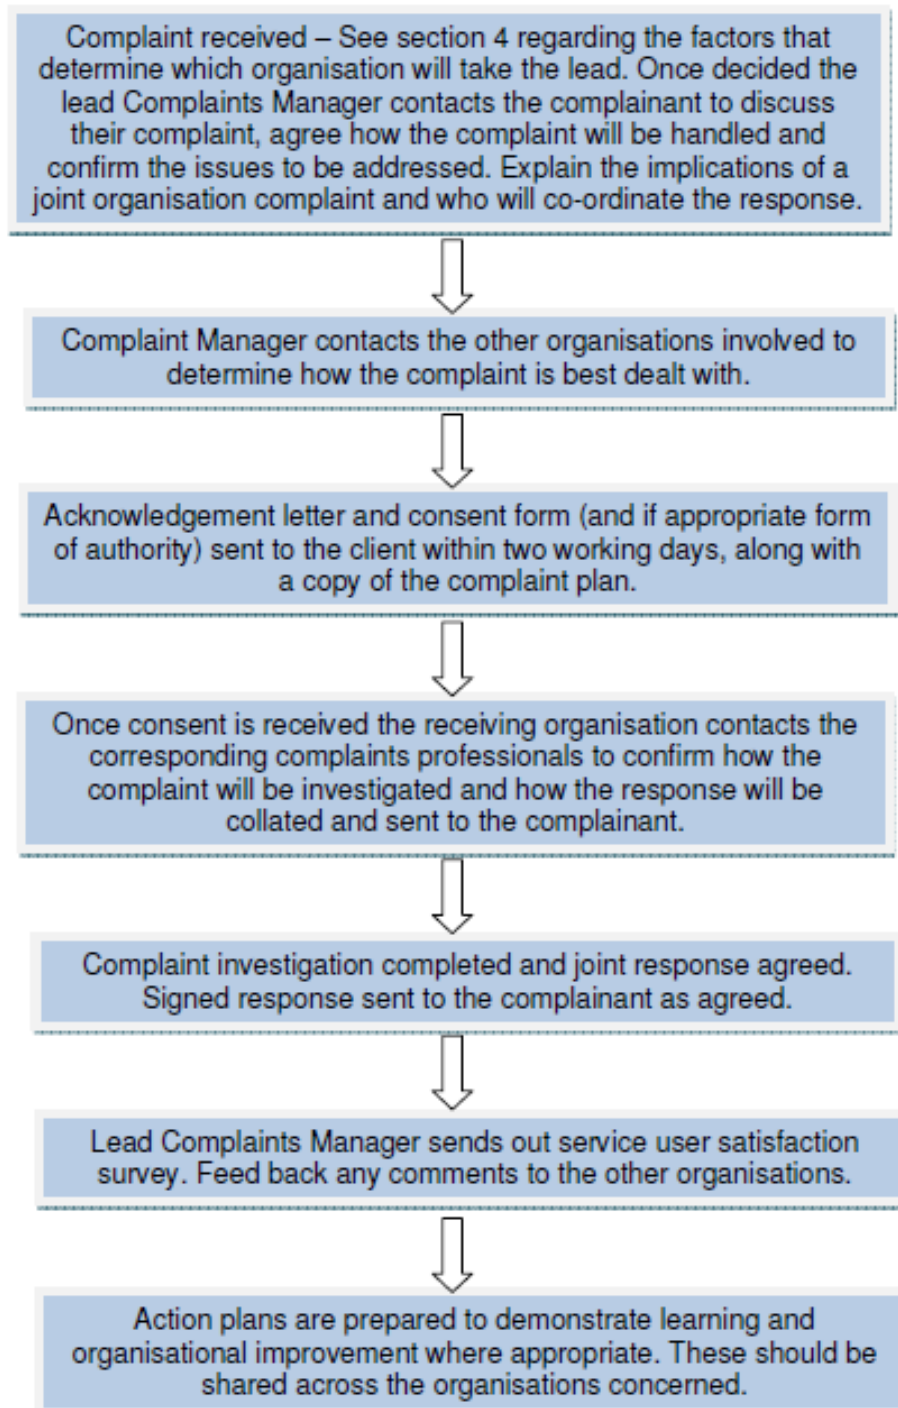 Complaint received – See section 4 regarding the factors that
determine which organisation will take the lead. Once decided the
lead Complaints Manager contacts the complainant to discuss
their complaint, agree how the complaint will be handled and
confirm the issues to be addressed. Explain the implications of a
joint organisation complaint and who will co-ordinate the response.
Complaint Manager contacts the other organisations involved to
determine how the complaint is best dealt with.
Acknowledgement letter and consent form (and if appropriate form
of authority) sent to the client within two working days, along with
a copy of the complaint plan.
Once consent is received the receiving organisation contacts the
corresponding complaints professionals to confirm how the
complaint will be investigated and how the response will be
collated and sent to the complainant.
Complaint investigation completed and joint response agreed.
Signed response sent to the complainant as agreed.
Lead Complaints Manager sends out service user satisfaction
survey. Feed back any comments to the other organisations.
Action plans are prepared to demonstrate learning and
organisational improvement where appropriate. These should be
shared across the organisations concerned.